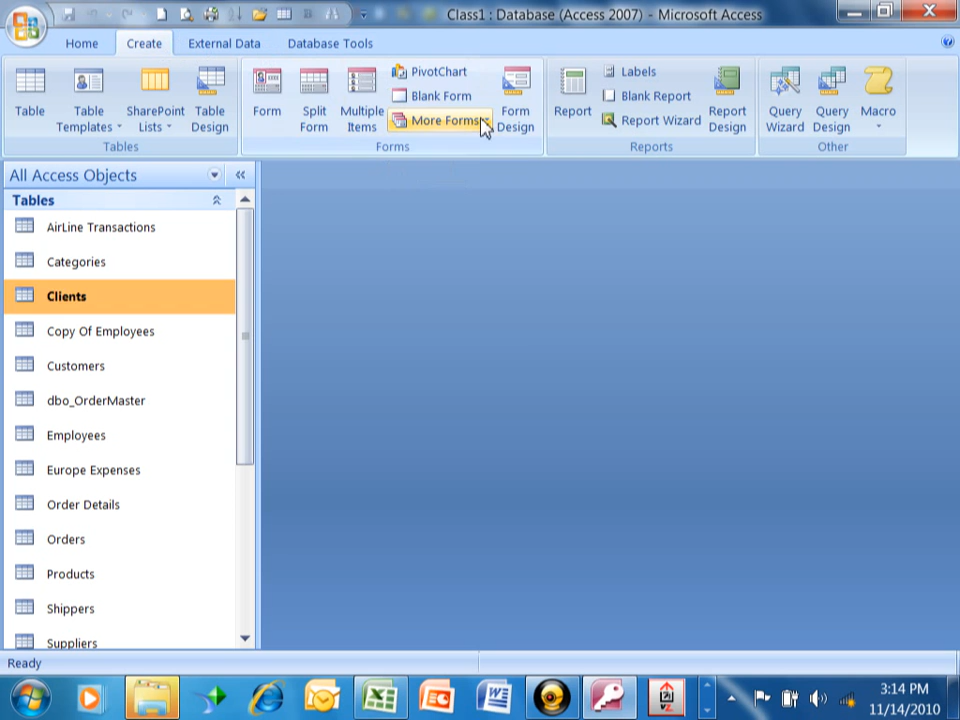 Class1 : Database (Access 2007) - Microsoft Access
Home Create External Data Database Tools
Table
Table Templates
SharePoint Lists
Table Design
Tables
Form
Split Form
Multiple Items
PivotChart
Blank Form
More Forms
Form Design
Forms
Report
Labels
Blank Report
Report Wizard
Report Design
Reports
Query Wizard
Query Design
Macro
Other
All Access Objects
Tables
AirLine Transactions
Categories
Clients
Copy Of Employees
Customers
dbo_OrderMaster
Employees
Europe Expenses
Order Details
Orders
Products
Shippers
Suppliers
Ready
3:14 PM
11/14/2010